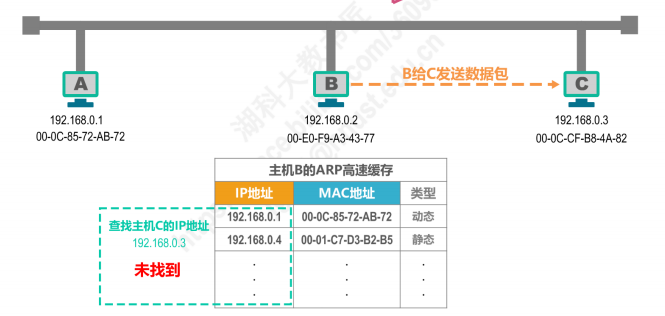 A
B
C
B给C发送数据包
192.168.0.1
00-0C-85-72-AB-72
192.168.0.2
00-E0-F9-A3-43-77
192.168.0.3
00-0C-CF-B8-4A-82
主机B的ARP高速缓存
IP地址 MAC地址 类型
192.168.0.1 00-0C-85-72-AB-72 动态
192.168.0.4 00-01-C7-D3-B2-B5 静态
查找主机C的IP地址
192.168.0.3
未找到
湖科大教书匠